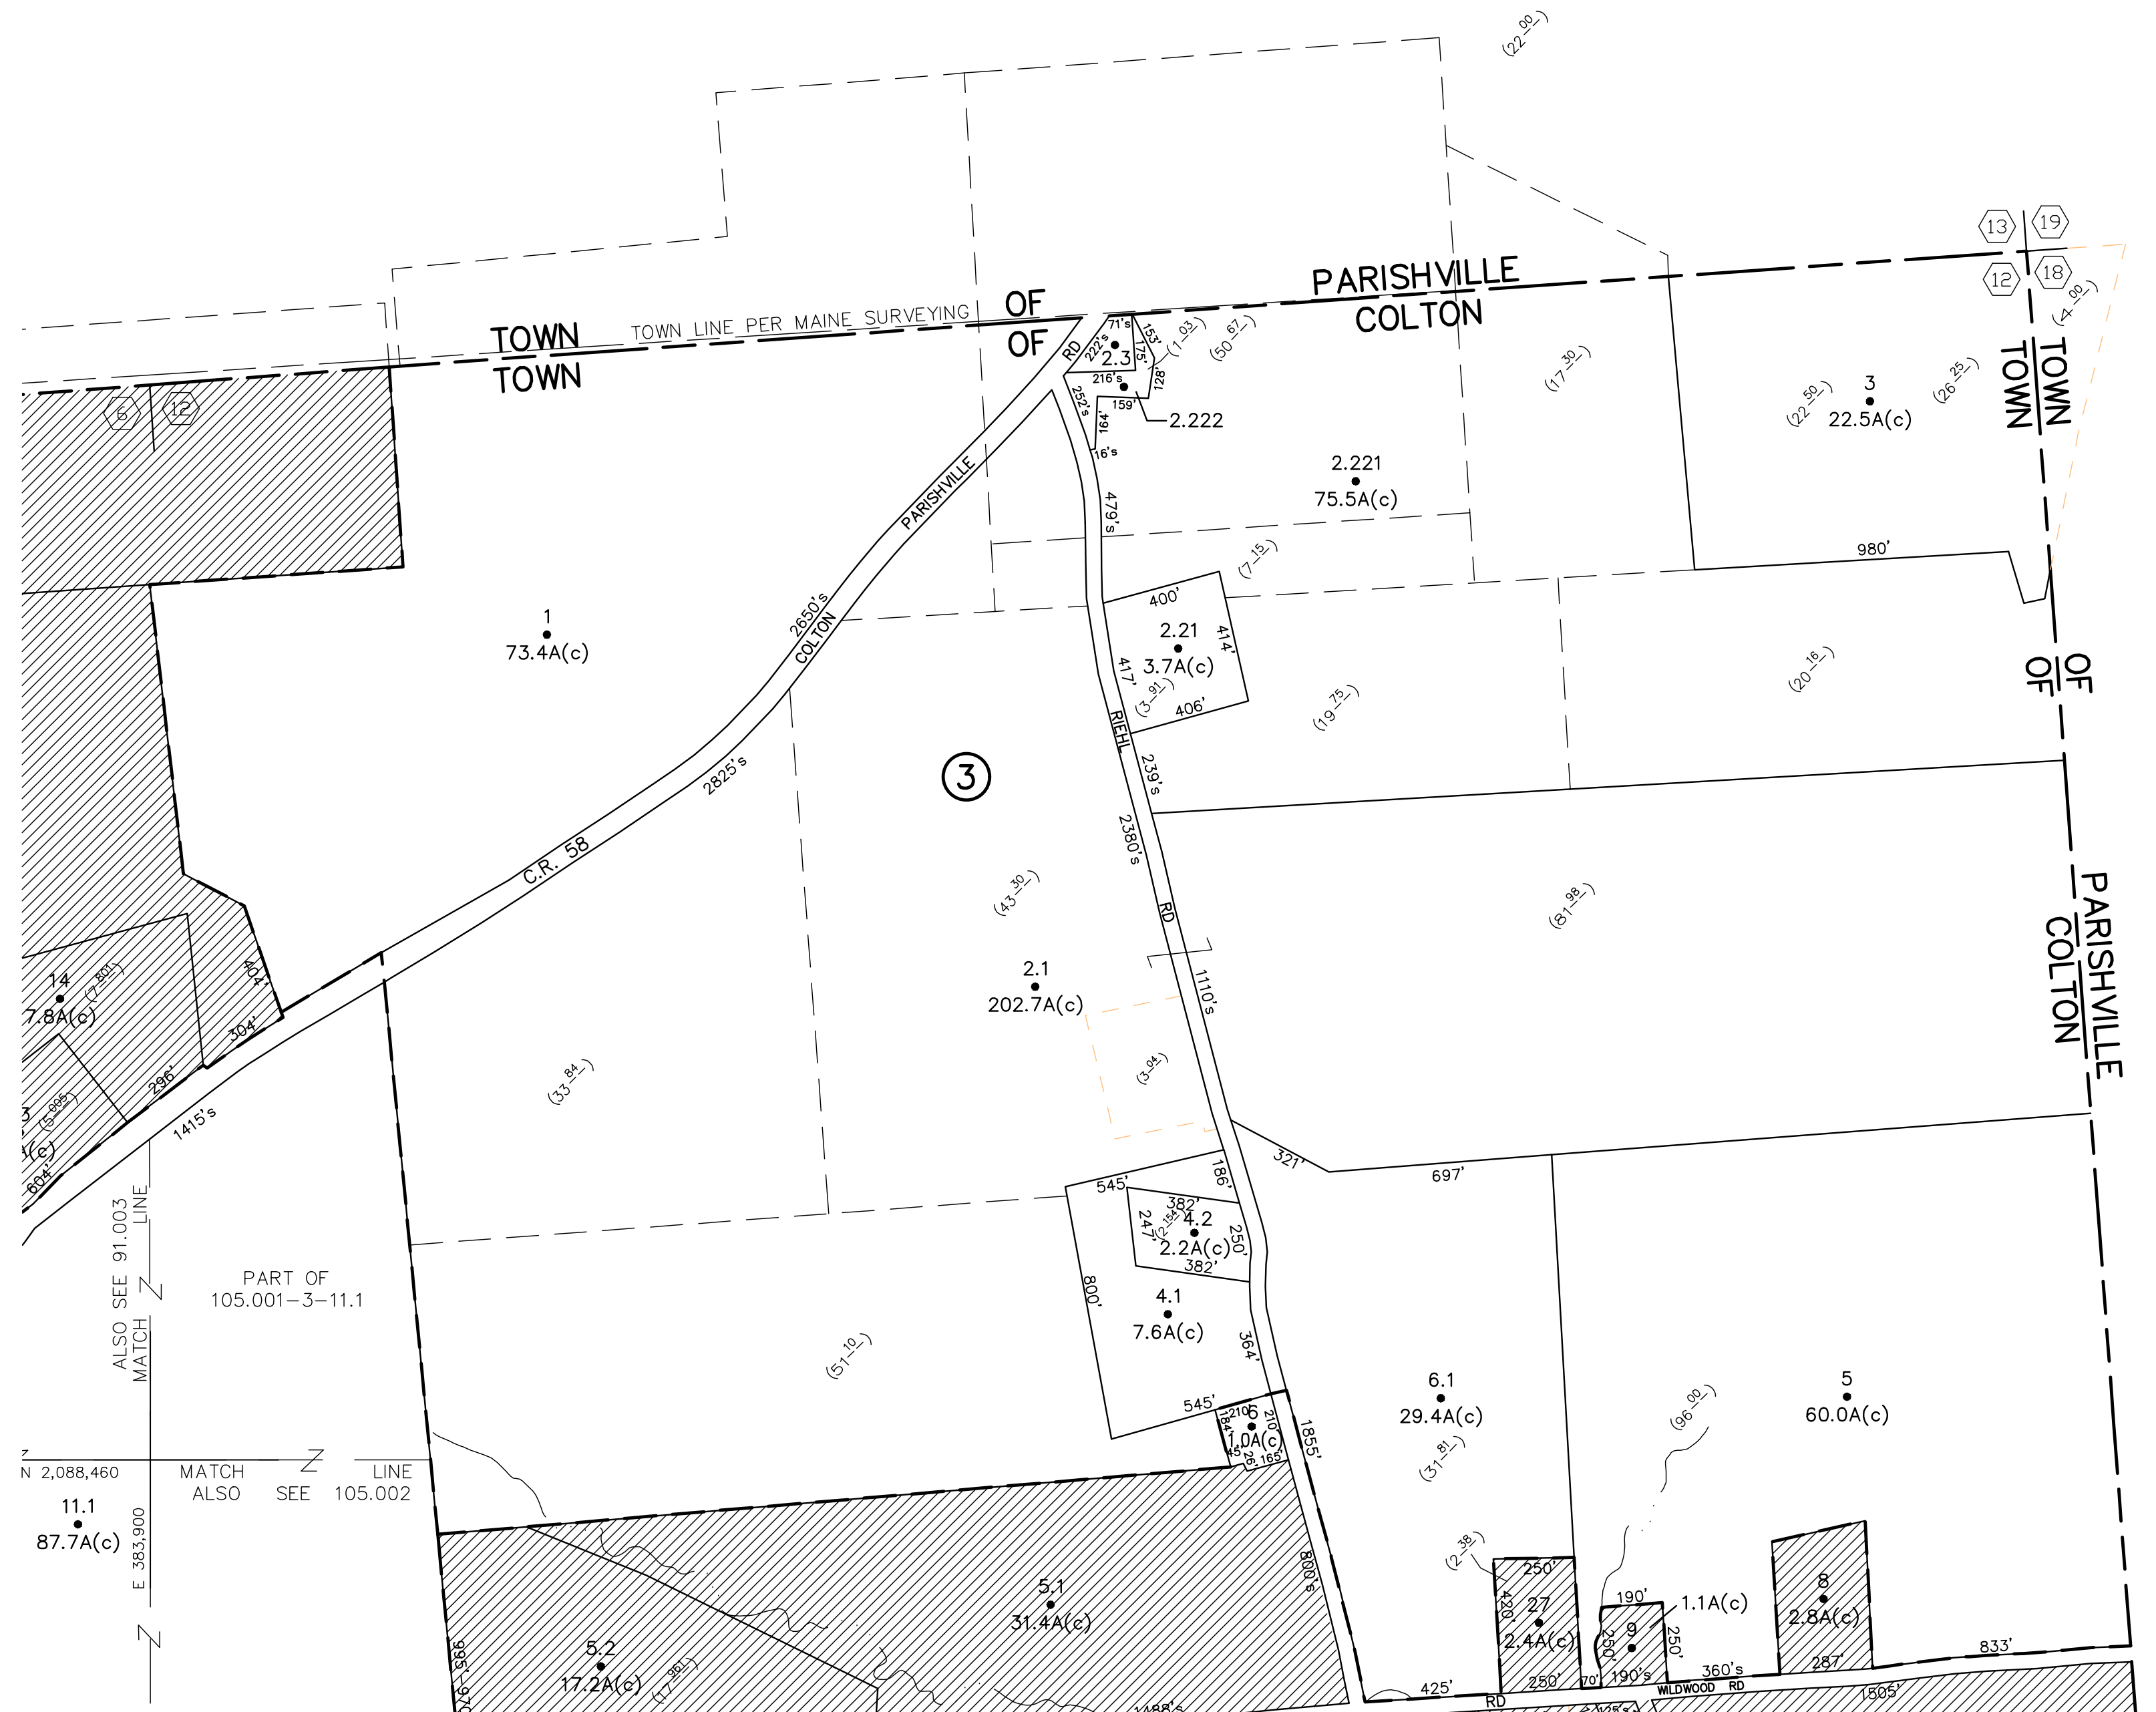 (22 00)
13
19
12
18
PARISHVILLE
COLTON
OF
OF
TOWN
TOWN
TOWN LINE PER MAINE SURVEYING
(4 00)
TOWN
TOWN
6
12
RD
222's
71's
2.3
153'
175'
(1 03)
(50 67)
216's
128'
159'
2.222
252's
164'
16's
(17 30)
3
22.5A(c)
(22 50)
(26 25)
PARISHVILLE
2.221
75.5A(c)
479's
980'
(7 15)
1
73.4A(c)
2650's
COLTON
400'
2.21
3.7A(c)
414'
417'
(3 91)
406'
RIEHL
(19 75)
(20 16)
OF
OF
2825's
3
239's
2380's
C.R. 58
(43 30)
RD
(81 98)
PARISHVILLE
COLTON
14
7.8A(c)
(7 801)
404'
304'
2.1
202.7A(c)
1110's
(33 84)
(3 04)
296'
3
(5 005)
A(c)
604'
1415's
321'
697'
545'
186'
382'
247'
(2 154)
4.2
2.2A(c)
250'
382'
ALSO SEE 91.003
MATCH LINE
PART OF
105.001-3-11.1
800'
4.1
7.6A(c)
364'
(51 10)
545'
210'
6
1.0A(c)
184'
210'
45'
26'
165'
1855'
6.1
29.4A(c)
(31 81)
5
60.0A(c)
(96 00)
N 2,088,460
MATCH LINE
ALSO SEE 105.002
11.1
87.7A(c)
E 383,900
800's
5.1
31.4A(c)
5.2
17.2A(c)
(17 961)
995'-970
(2 38)
250'
420'
27
2.4A(c)
250'
70'
190'
1.1A(c)
9
250'
250'
190's
8
2.8A(c)
287'
360's
833'
425'
RD
WILDWOOD RD
1505'
1488's
125's